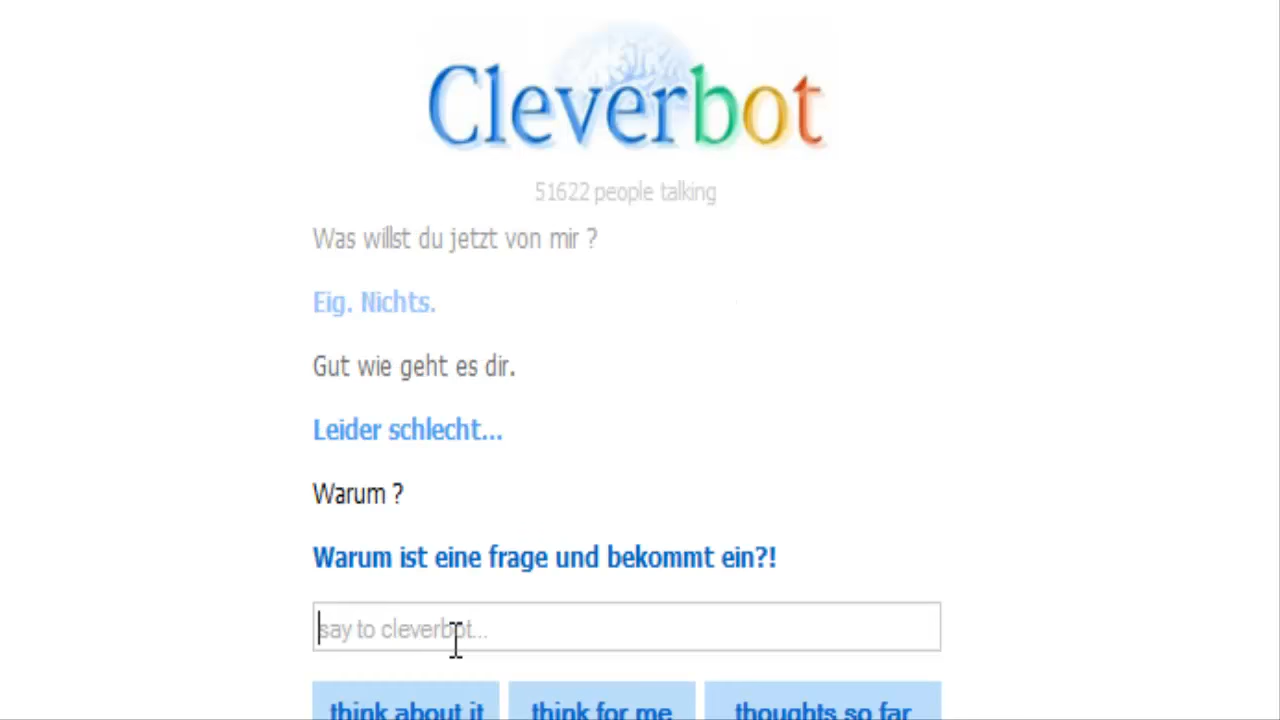 Cleverbot
51622 people talking
Was willst du jetzt von mir ?
Eig. Nichts.
Gut wie geht es dir.
Leider schlecht...
Warum ?
Warum ist eine frage und bekommt ein?!
say to cleverbot...
think about it
think for me
thoughts so far